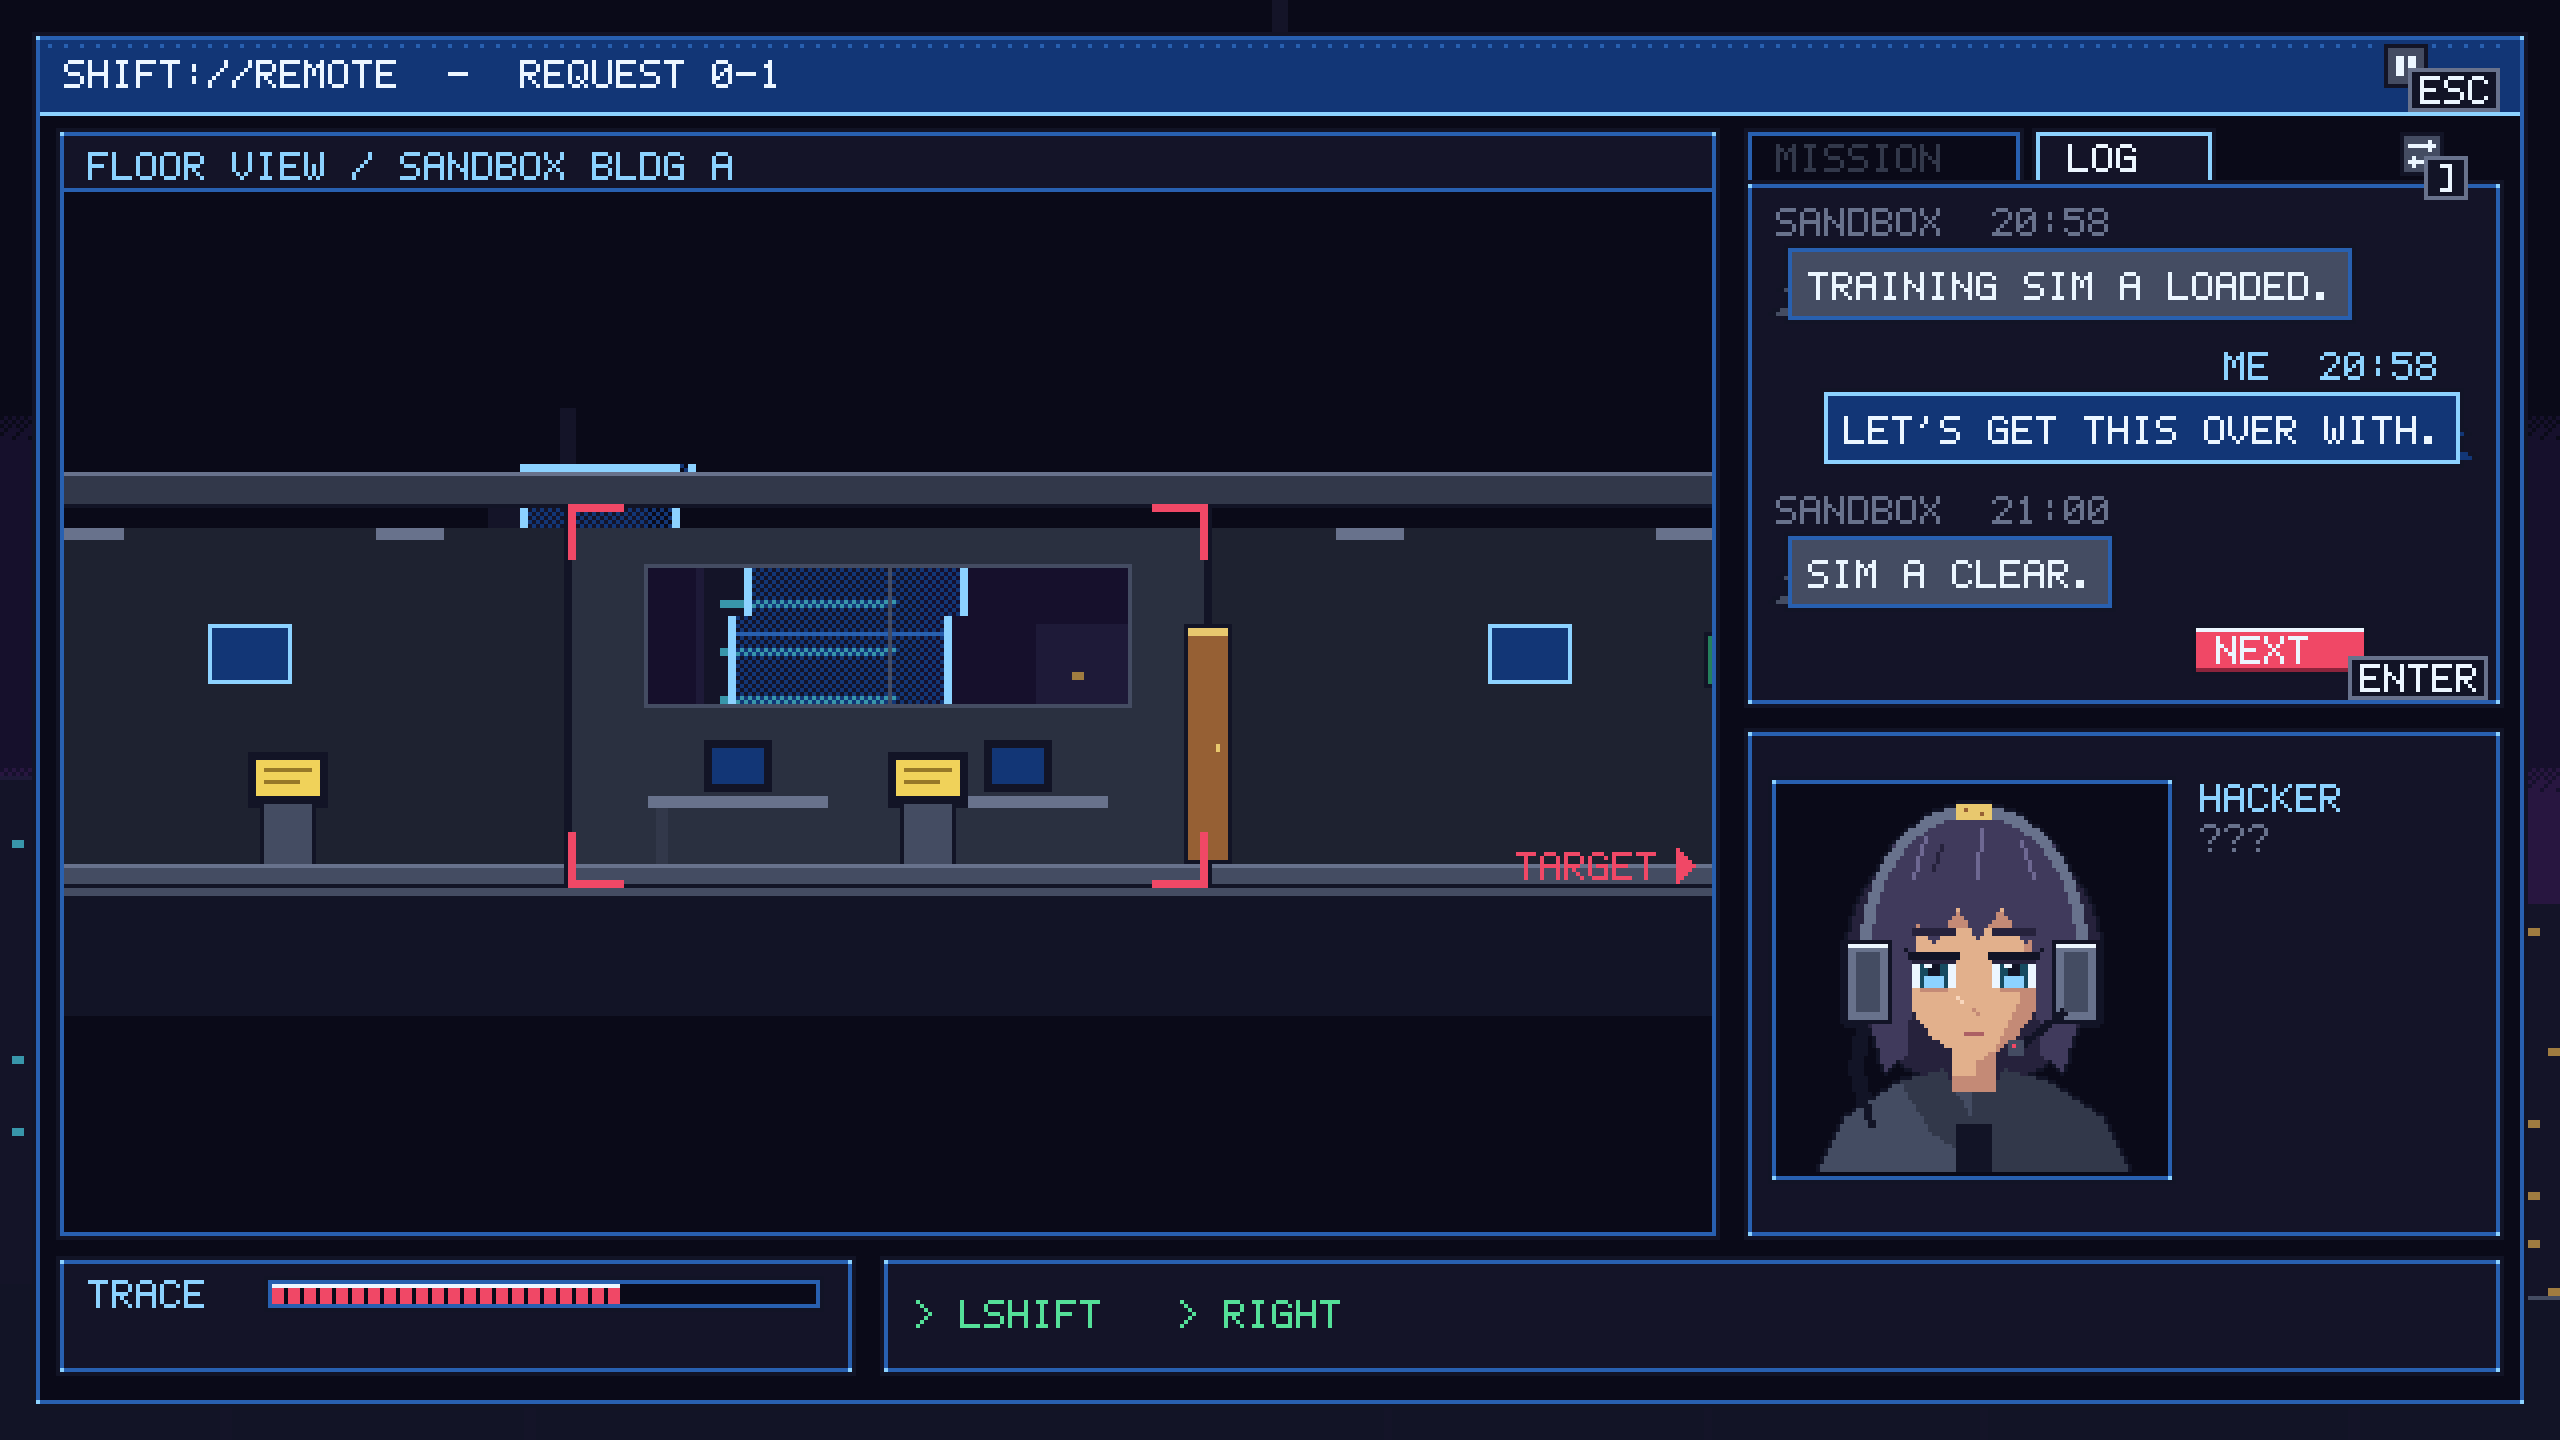 SHIFT://REMOTE - REQUEST 0-1
ESC
FLOOR VIEW / SANDBOX BLDG A
MISSION
LOG
]
SANDBOX 20:58
TRAINING SIM A LOADED.
ME 20:58
LET'S GET THIS OVER WITH.
SANDBOX 21:00
SIM A CLEAR.
NEXT
ENTER
TARGET
HACKER
???
TRACE
> LSHIFT > RIGHT